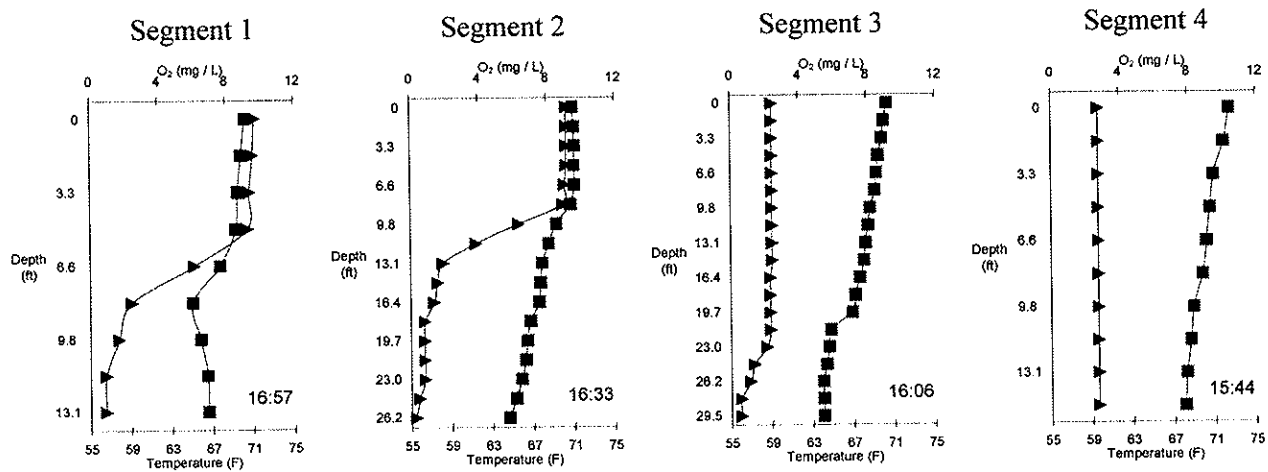 Segment 1
O₂ (mg / L)
0 4 8 12
0
3.3
Depth
(ft)
6.6
9.8
13.1
16:57
55 59 63 67 71 75
Temperature (F)
Segment 2
O₂ (mg / L)
0 4 8 12
0
3.3
6.6
9.8
Depth
(ft)
13.1
16.4
19.7
23.0
26.2
16:33
55 59 63 67 71 75
Temperature (F)
Segment 3
O₂ (mg / L)
0 4 8 12
0
3.3
6.6
9.8
Depth
(ft)
13.1
16.4
19.7
23.0
26.2
29.5
16:06
55 59 63 67 71 75
Temperature (F)
Segment 4
O₂ (mg / L)
0 4 8 12
0
3.3
Depth
(ft)
6.6
9.8
13.1
15:44
55 59 63 67 71 75
Temperature (F)